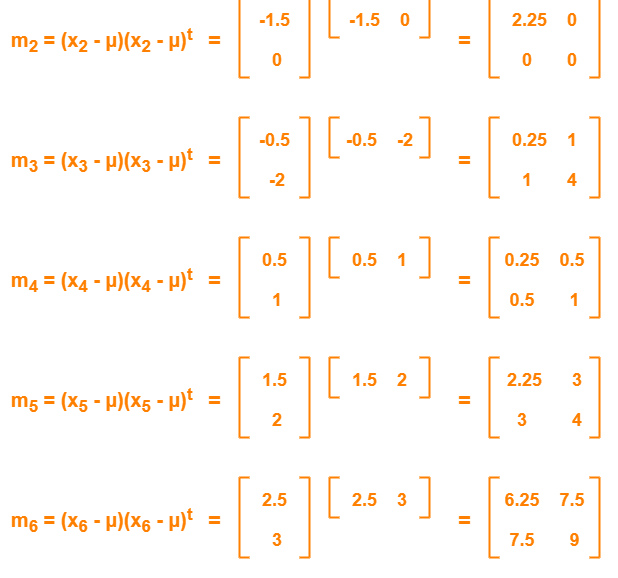 m₂ = (x₂ - μ)(x₂ - μ)ᵗ = [-1.5 0] [-1.5 0] = [2.25 0
0 0]
m₃ = (x₃ - μ)(x₃ - μ)ᵗ = [-0.5 -2] [-0.5 -2] = [0.25 1
1 4]
m₄ = (x₄ - μ)(x₄ - μ)ᵗ = [0.5 1] [0.5 1] = [0.25 0.5
0.5 1]
m₅ = (x₅ - μ)(x₅ - μ)ᵗ = [1.5 2] [1.5 2] = [2.25 3
3 4]
m₆ = (x₆ - μ)(x₆ - μ)ᵗ = [2.5 3] [2.5 3] = [6.25 7.5
7.5 9]